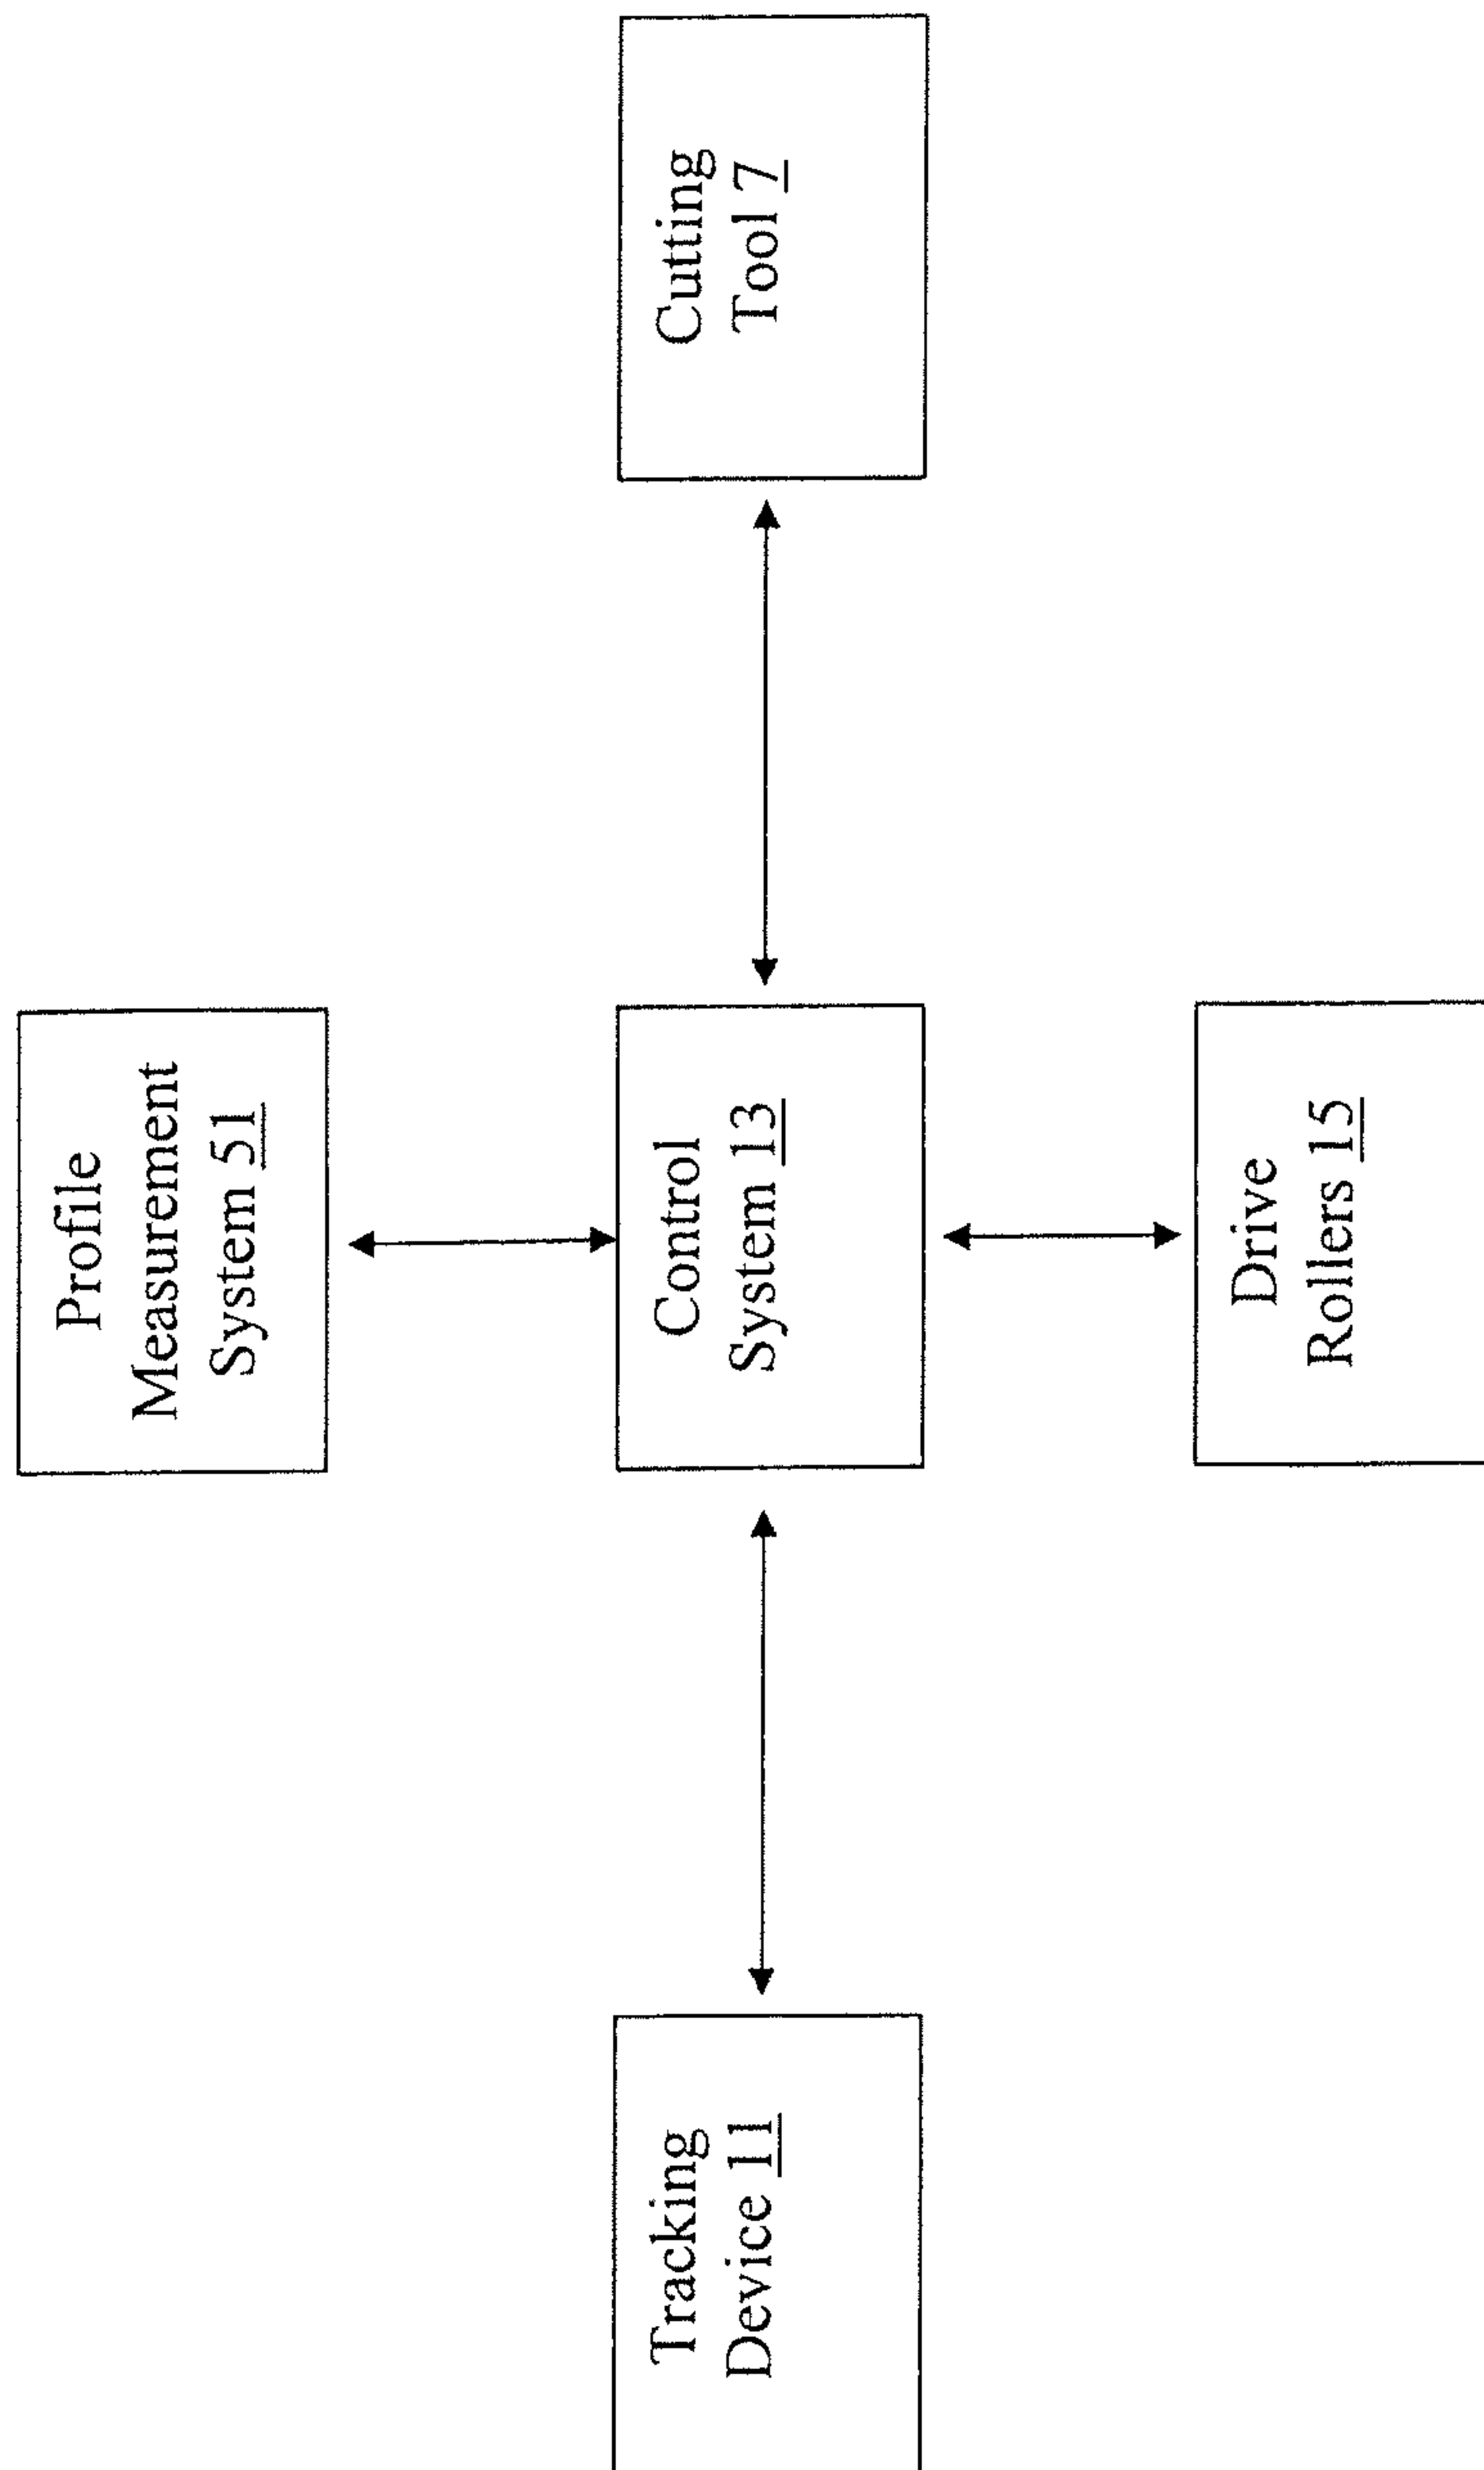 Profile
Measurement
System 51
Tracking
Device 11
Control
System 13
Cutting
Tool 7
Drive
Rollers 15